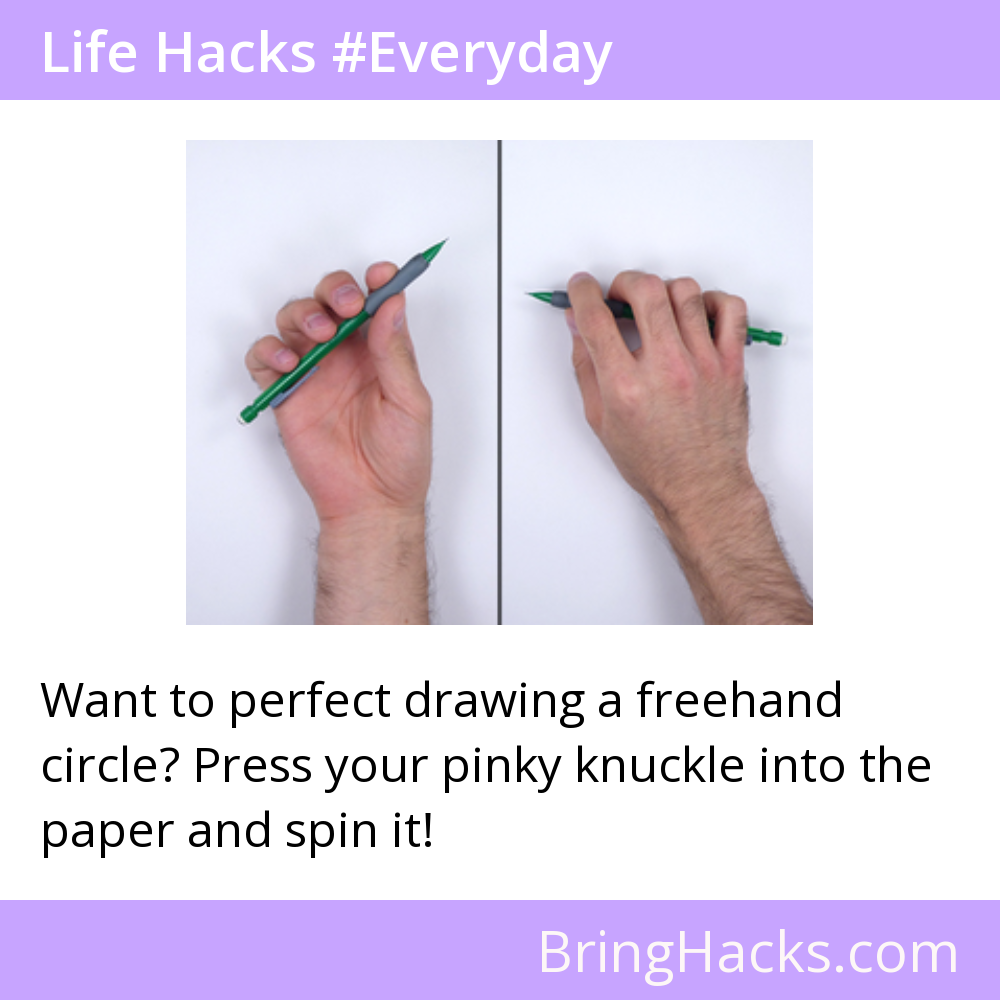 Life Hacks #Everyday
Want to perfect drawing a freehand
circle? Press your pinky knuckle into the
paper and spin it!
BringHacks.com